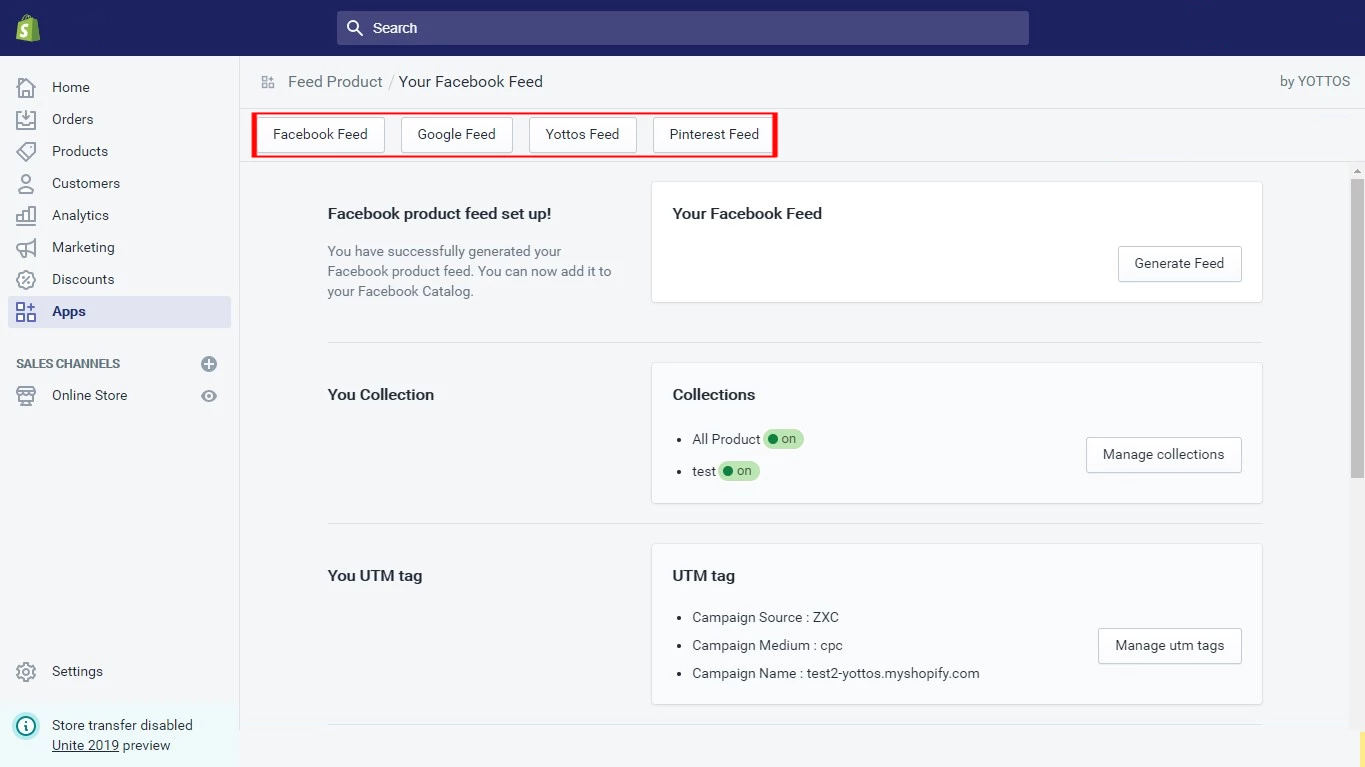 Search
Home
Orders
Products
Customers
Analytics
Marketing
Discounts
Apps
SALES CHANNELS
Online Store
Settings
Store transfer disabled
Unite 2019 preview
Feed Product / Your Facebook Feed
by YOTTOS
Facebook Feed
Google Feed
Yottos Feed
Pinterest Feed
Facebook product feed set up!
You have successfully generated your
Facebook product feed. You can now add it to
your Facebook Catalog.
Your Facebook Feed
Generate Feed
You Collection
Collections
• All Product on
• test on
Manage collections
You UTM tag
UTM tag
• Campaign Source : ZXC
• Campaign Medium : cpc
• Campaign Name : test2-yottos.myshopify.com
Manage utm tags